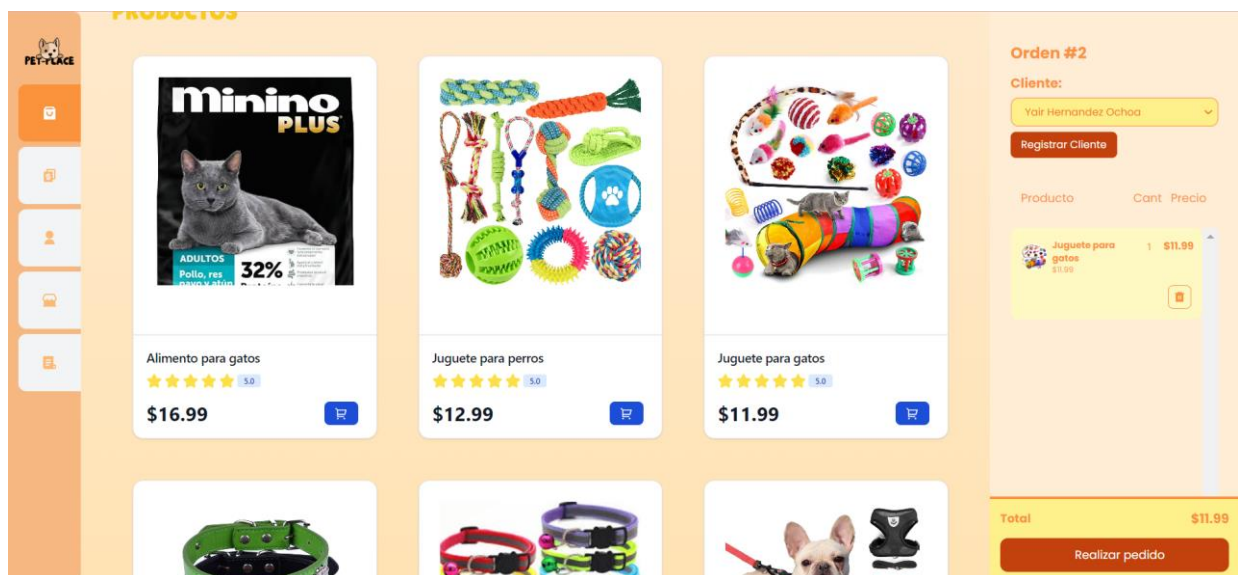 PRODUCTOS
PET-PLACE
Minino
PLUS
ADULTOS
Pollo, res
pavo y atún
32%
Alimento para gatos
5.0
$16.99
Juguete para perros
5.0
$12.99
Juguete para gatos
5.0
$11.99
Orden #2
Cliente:
Yair Hernandez Ochoa
Registrar Cliente
Producto Cant Precio
Juguete para 1 $11.99
gatos
$11.99
Total $11.99
Realizar pedido